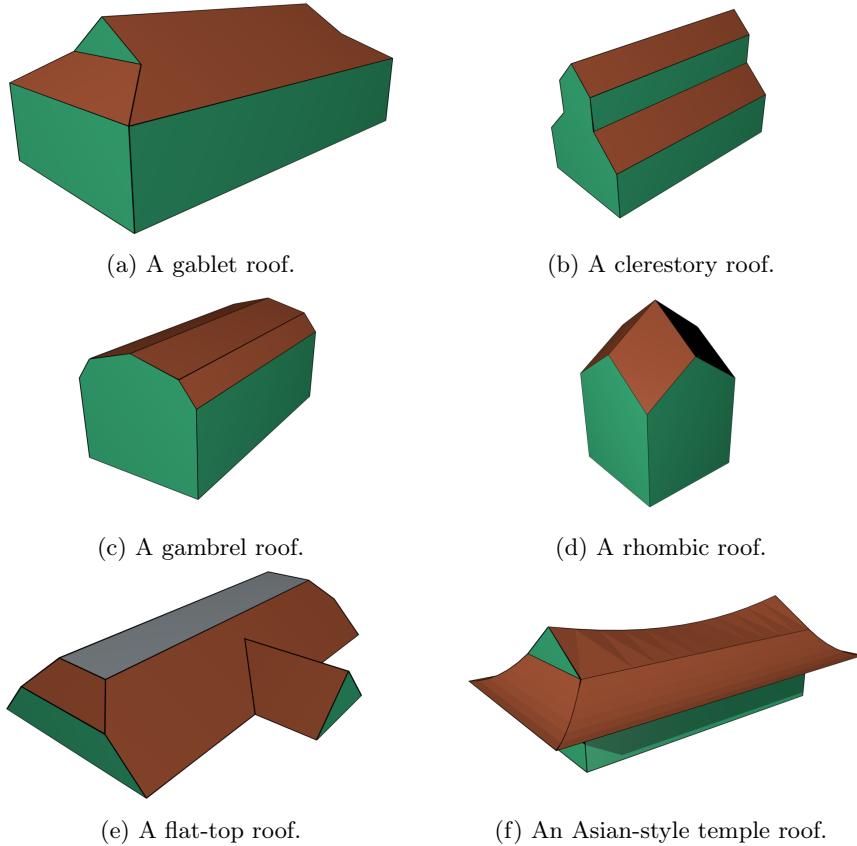 (a) A gablet roof.
(b) A clerestory roof.
(c) A gambrel roof.
(d) A rhombic roof.
(e) A flat-top roof.
(f) An Asian-style temple roof.